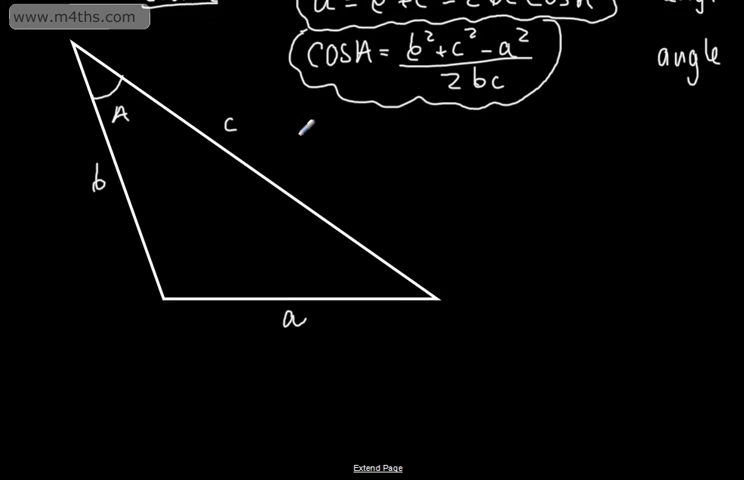 www.m4ths.com
COSA = b² + c² - a² / 2bc
angle
A
c
b
a
Extend Page